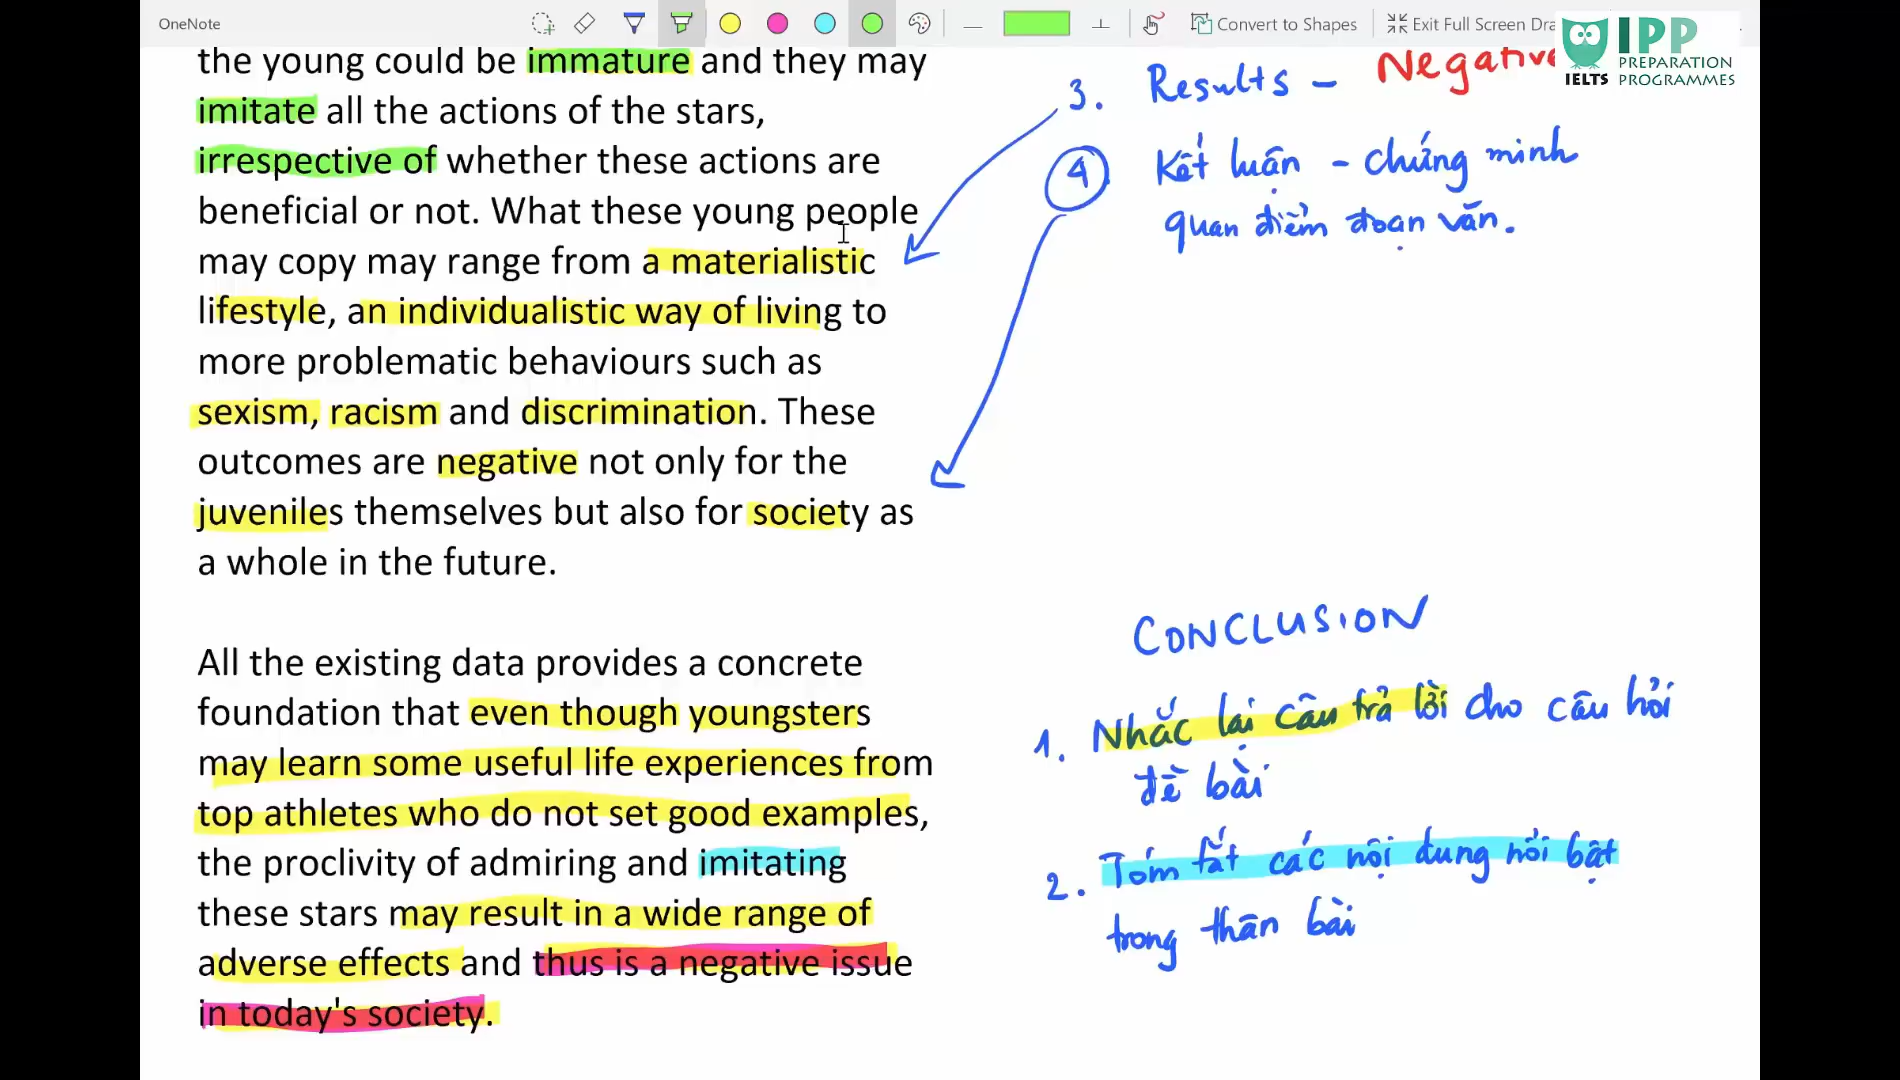 OneNote
Convert to Shapes
Exit Full Screen Dra
IPP
IELTS
PREPARATION
PROGRAMMES
the young could be immature and they may
imitate all the actions of the stars,
irrespective of whether these actions are
beneficial or not. What these young people
may copy may range from a materialistic
lifestyle, an individualistic way of living to
more problematic behaviours such as
sexism, racism and discrimination. These
outcomes are negative not only for the
juveniles themselves but also for society as
a whole in the future.
All the existing data provides a concrete
foundation that even though youngsters
may learn some useful life experiences from
top athletes who do not set good examples,
the proclivity of admiring and imitating
these stars may result in a wide range of
adverse effects and thus is a negative issue
in today's society.
3. Results - Negative
4 Kết luận - chứng minh
quan điểm đoạn văn.
CONCLUSION
1. Nhắc lại câu trả lời cho câu hỏi
đề bài
2. Tóm tắt các nội dung nổi bật
trong thân bài